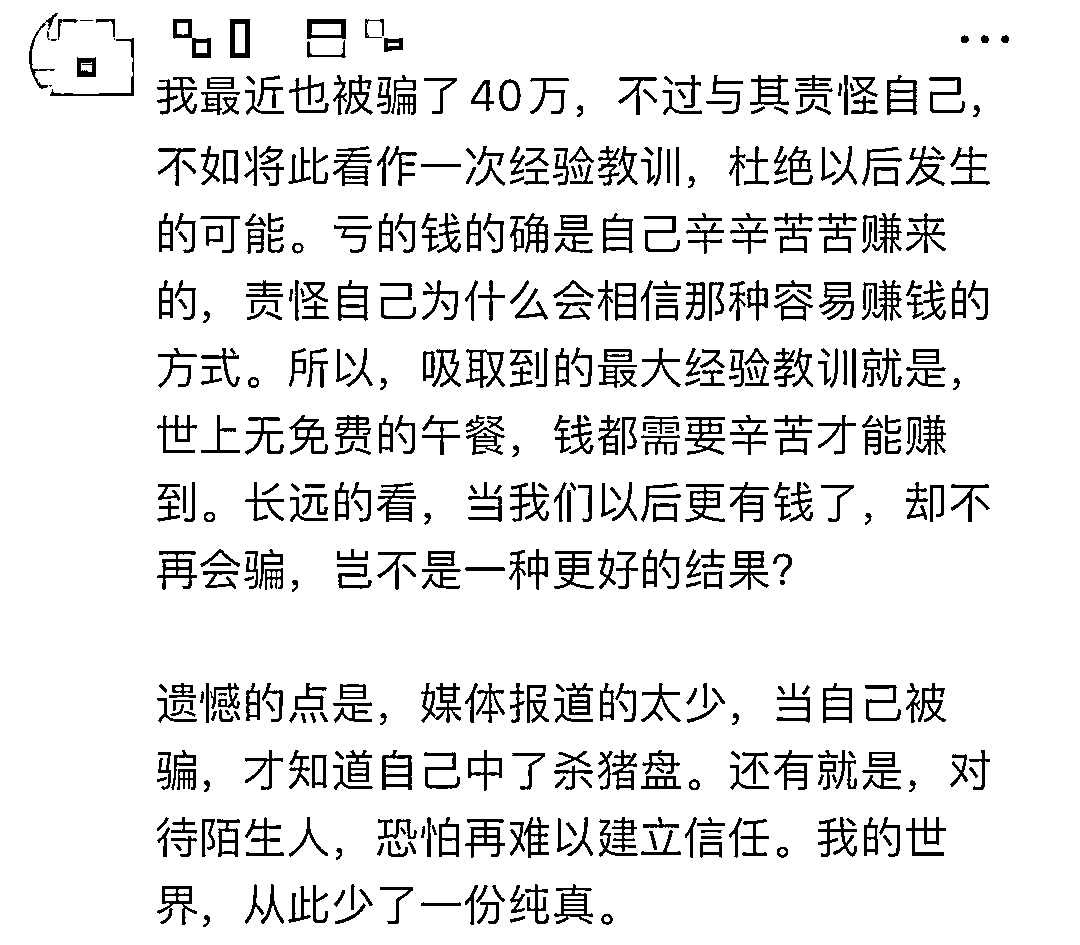 我最近也被骗了40万，不过与其责怪自己，
不如将此看作一次经验教训，杜绝以后发生
的可能。亏的钱的确是自己辛辛苦苦赚来
的，责怪自己为什么会相信那种容易赚钱的
方式。所以，吸取到的最大经验教训就是，
世上无免费的午餐，钱都需要辛苦才能赚
到。长远的看，当我们以后更有钱了，却不
再会骗，岂不是一种更好的结果？
遗憾的点是，媒体报道的太少，当自己被
骗，才知道自己中了杀猪盘。还有就是，对
待陌生人，恐怕再难以建立信任。我的世
界，从此少了一份纯真。